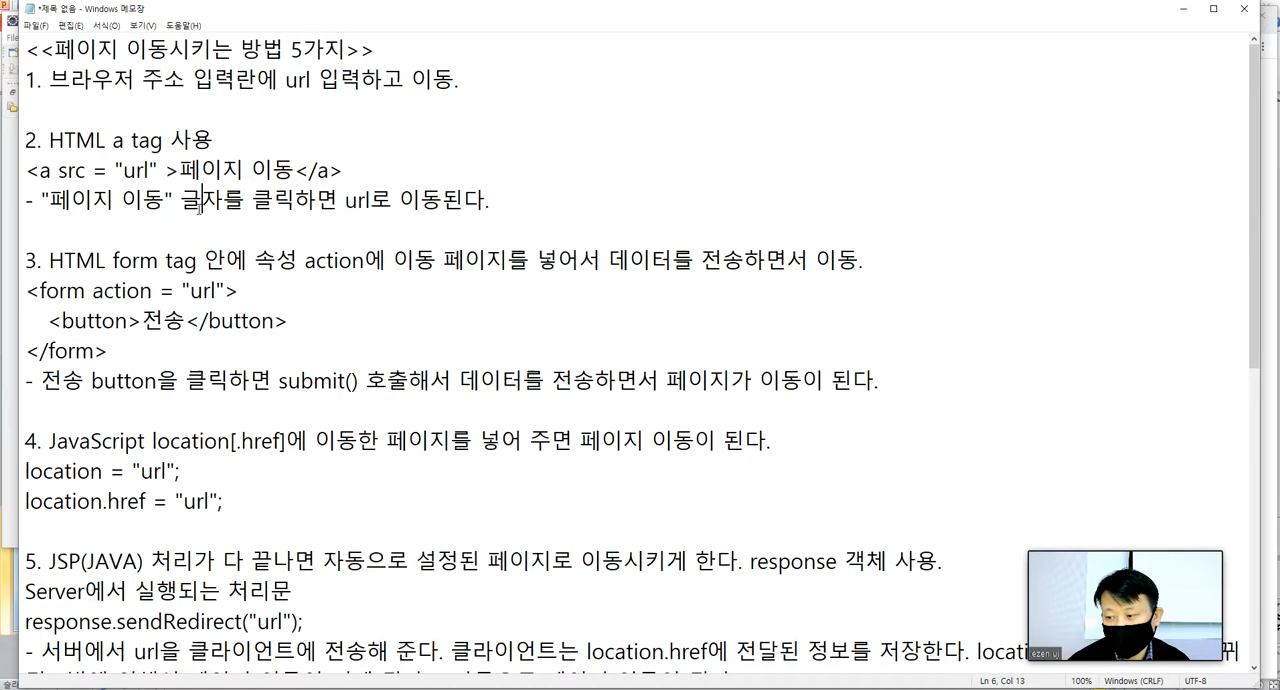 *제목 없음 - Windows 메모장
파일(F) 편집(E) 서식(O) 보기(V) 도움말(H)
<<페이지 이동시키는 방법 5가지>>
1. 브라우저 주소 입력란에 url 입력하고 이동.
2. HTML a tag 사용
<a src = "url" >페이지 이동</a>
- "페이지 이동" 글자를 클릭하면 url로 이동된다.
3. HTML form tag 안에 속성 action에 이동 페이지를 넣어서 데이터를 전송하면서 이동.
<form action = "url">
<button>전송</button>
</form>
- 전송 button을 클릭하면 submit() 호출해서 데이터를 전송하면서 페이지가 이동이 된다.
4. JavaScript location[.href]에 이동한 페이지를 넣어 주면 페이지 이동이 된다.
location = "url";
location.href = "url";
5. JSP(JAVA) 처리가 다 끝나면 자동으로 설정된 페이지로 이동시키게 한다. response 객체 사용.
Server에서 실행되는 처리문
response.sendRedirect("url");
- 서버에서 url을 클라이언트에 전송해 준다. 클라이언트는 location.href에 전달된 정보를 저장한다.
ezen uj
Ln 6, Col 13 100% Windows (CRLF) UTF-8